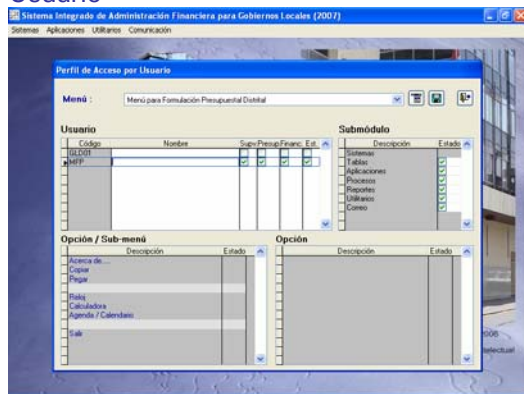 Usuario
Sistema Integrado de Administración Financiera para Gobiernos Locales (2007)
Sistemas Aplicaciones Utilitarios Comunicación
Perfil de Acceso por Usuario
Menú : Menú para Formulación Presupuestal Distrital
Usuario
Código Nombre Supv. Presup Financ. Est.
GLD01
MFP
Submódulo
Descripción Estado
Sistemas
Tablas
Aplicaciones
Procesos
Reportes
Utilitarios
Correo
Opción / Sub-menú
Descripción Estado
Acerca de....
Copiar
Pegar
Reloj
Calculadora
Agenda / Calendario
Salir
Opción
Descripción Estado